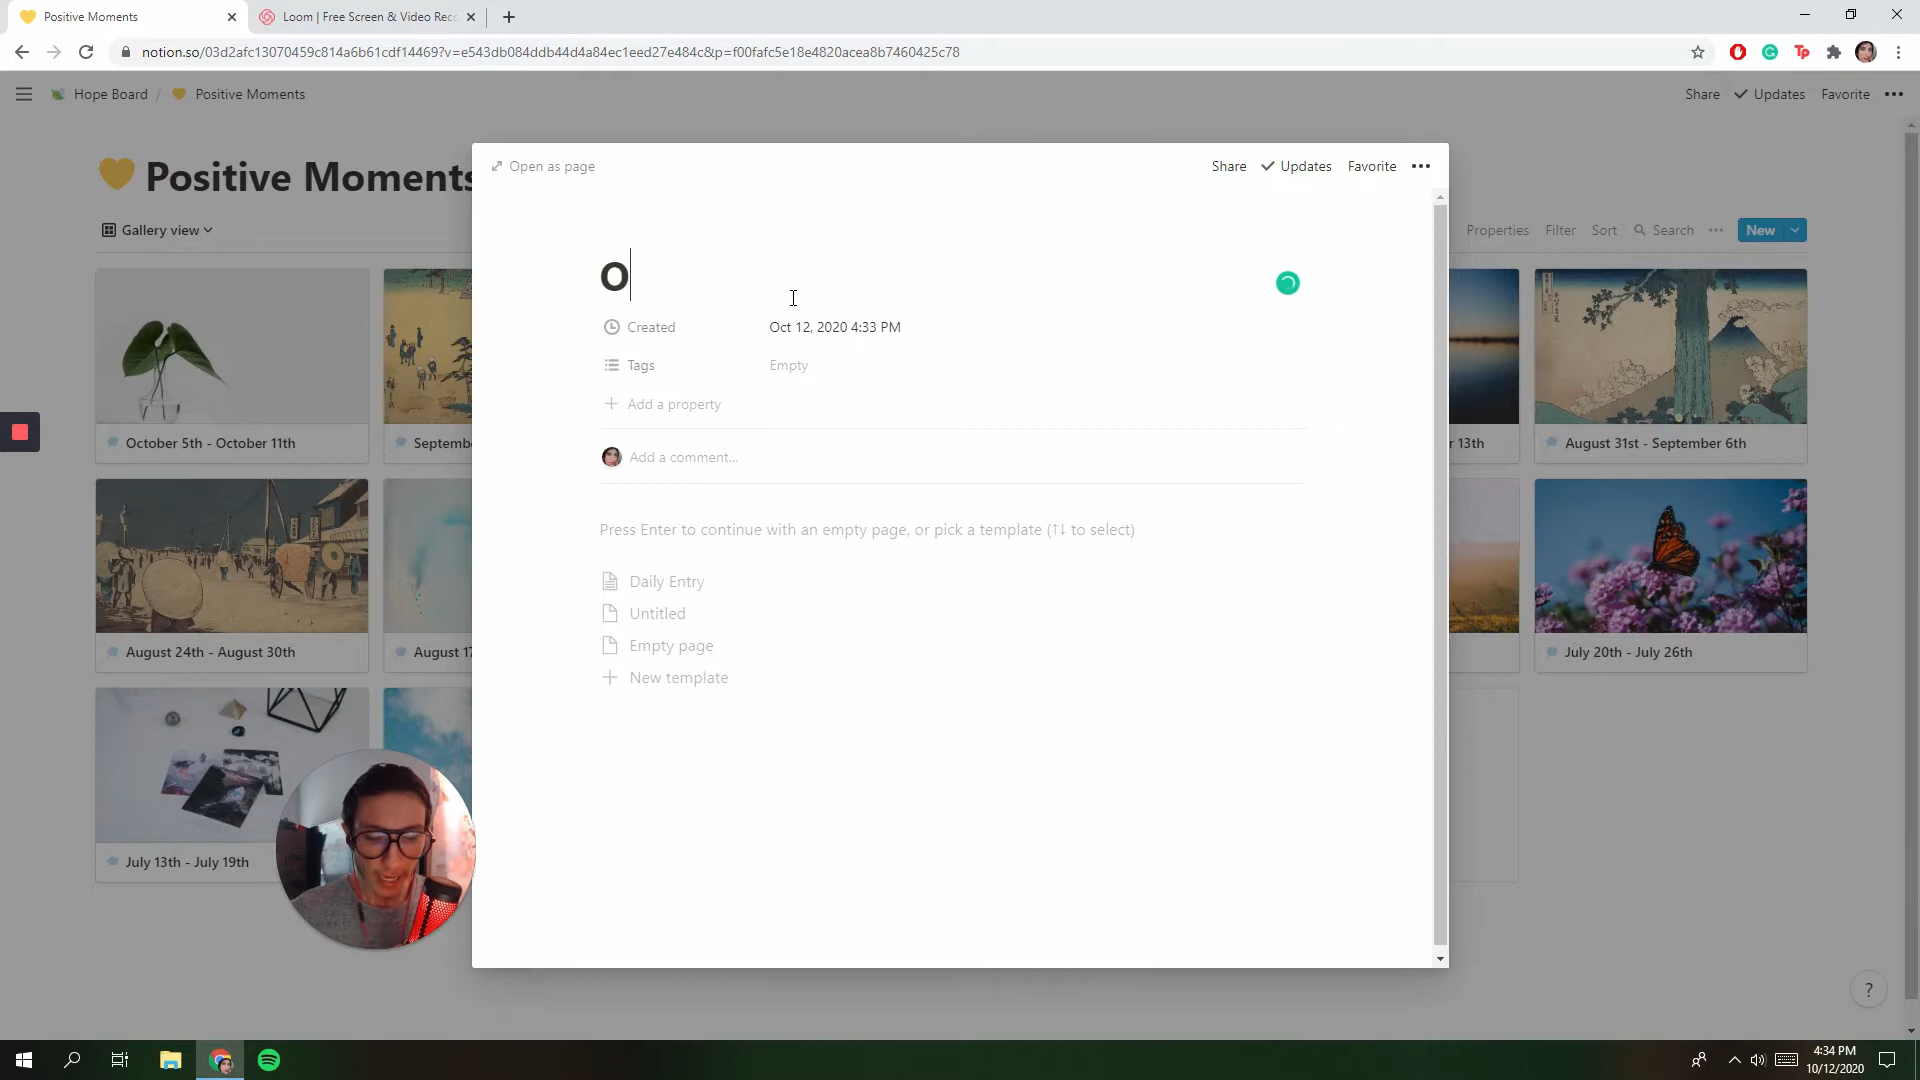 Positive Moments
Loom | Free Screen & Video Reco
notion.so/03d2afc13070459c814a6b61cdf14469?v=e543db084ddb44d4a84ec1eed27e484c&p=f00fafc5e18e4820acea8b7460425c78
Hope Board / Positive Moments
Share Updates Favorite
Positive Moments
Gallery view
Properties Filter Sort Search New
Open as page
Share Updates Favorite
O
Created Oct 12, 2020 4:33 PM
Tags Empty
Add a property
Add a comment...
Press Enter to continue with an empty page, or pick a template (↑↓ to select)
Daily Entry
Untitled
Empty page
New template
October 5th - October 11th
Septemb
r 13th
August 31st - September 6th
August 24th - August 30th
August 17
July 20th - July 26th
July 13th - July 19th
?
4:34 PM
10/12/2020